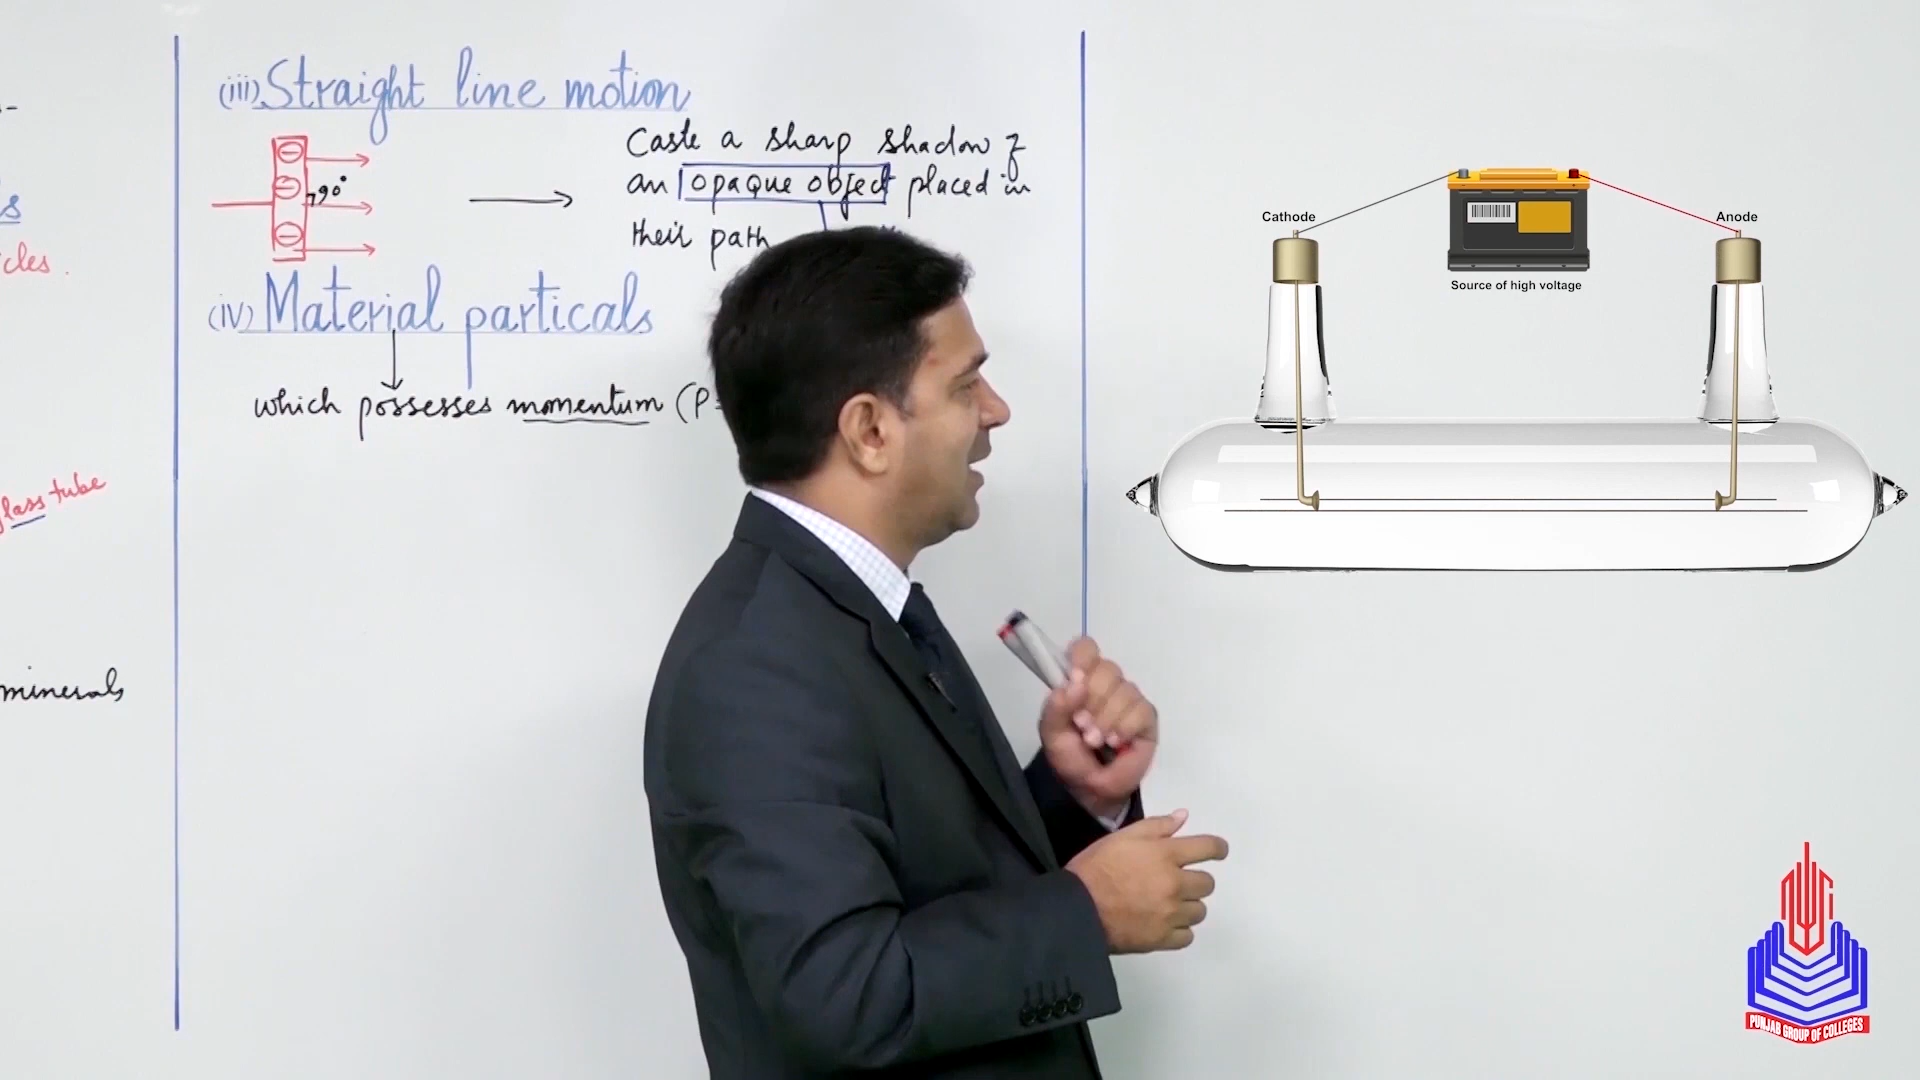 s
cles.
lass tube
minerals
(iii) Straight line motion
90°
Caste a sharp shadow of
an opaque object placed in
their path
(iv) Material particals
which possesses momentum (P=
Cathode
Anode
Source of high voltage
PUNJAB GROUP OF COLLEGES